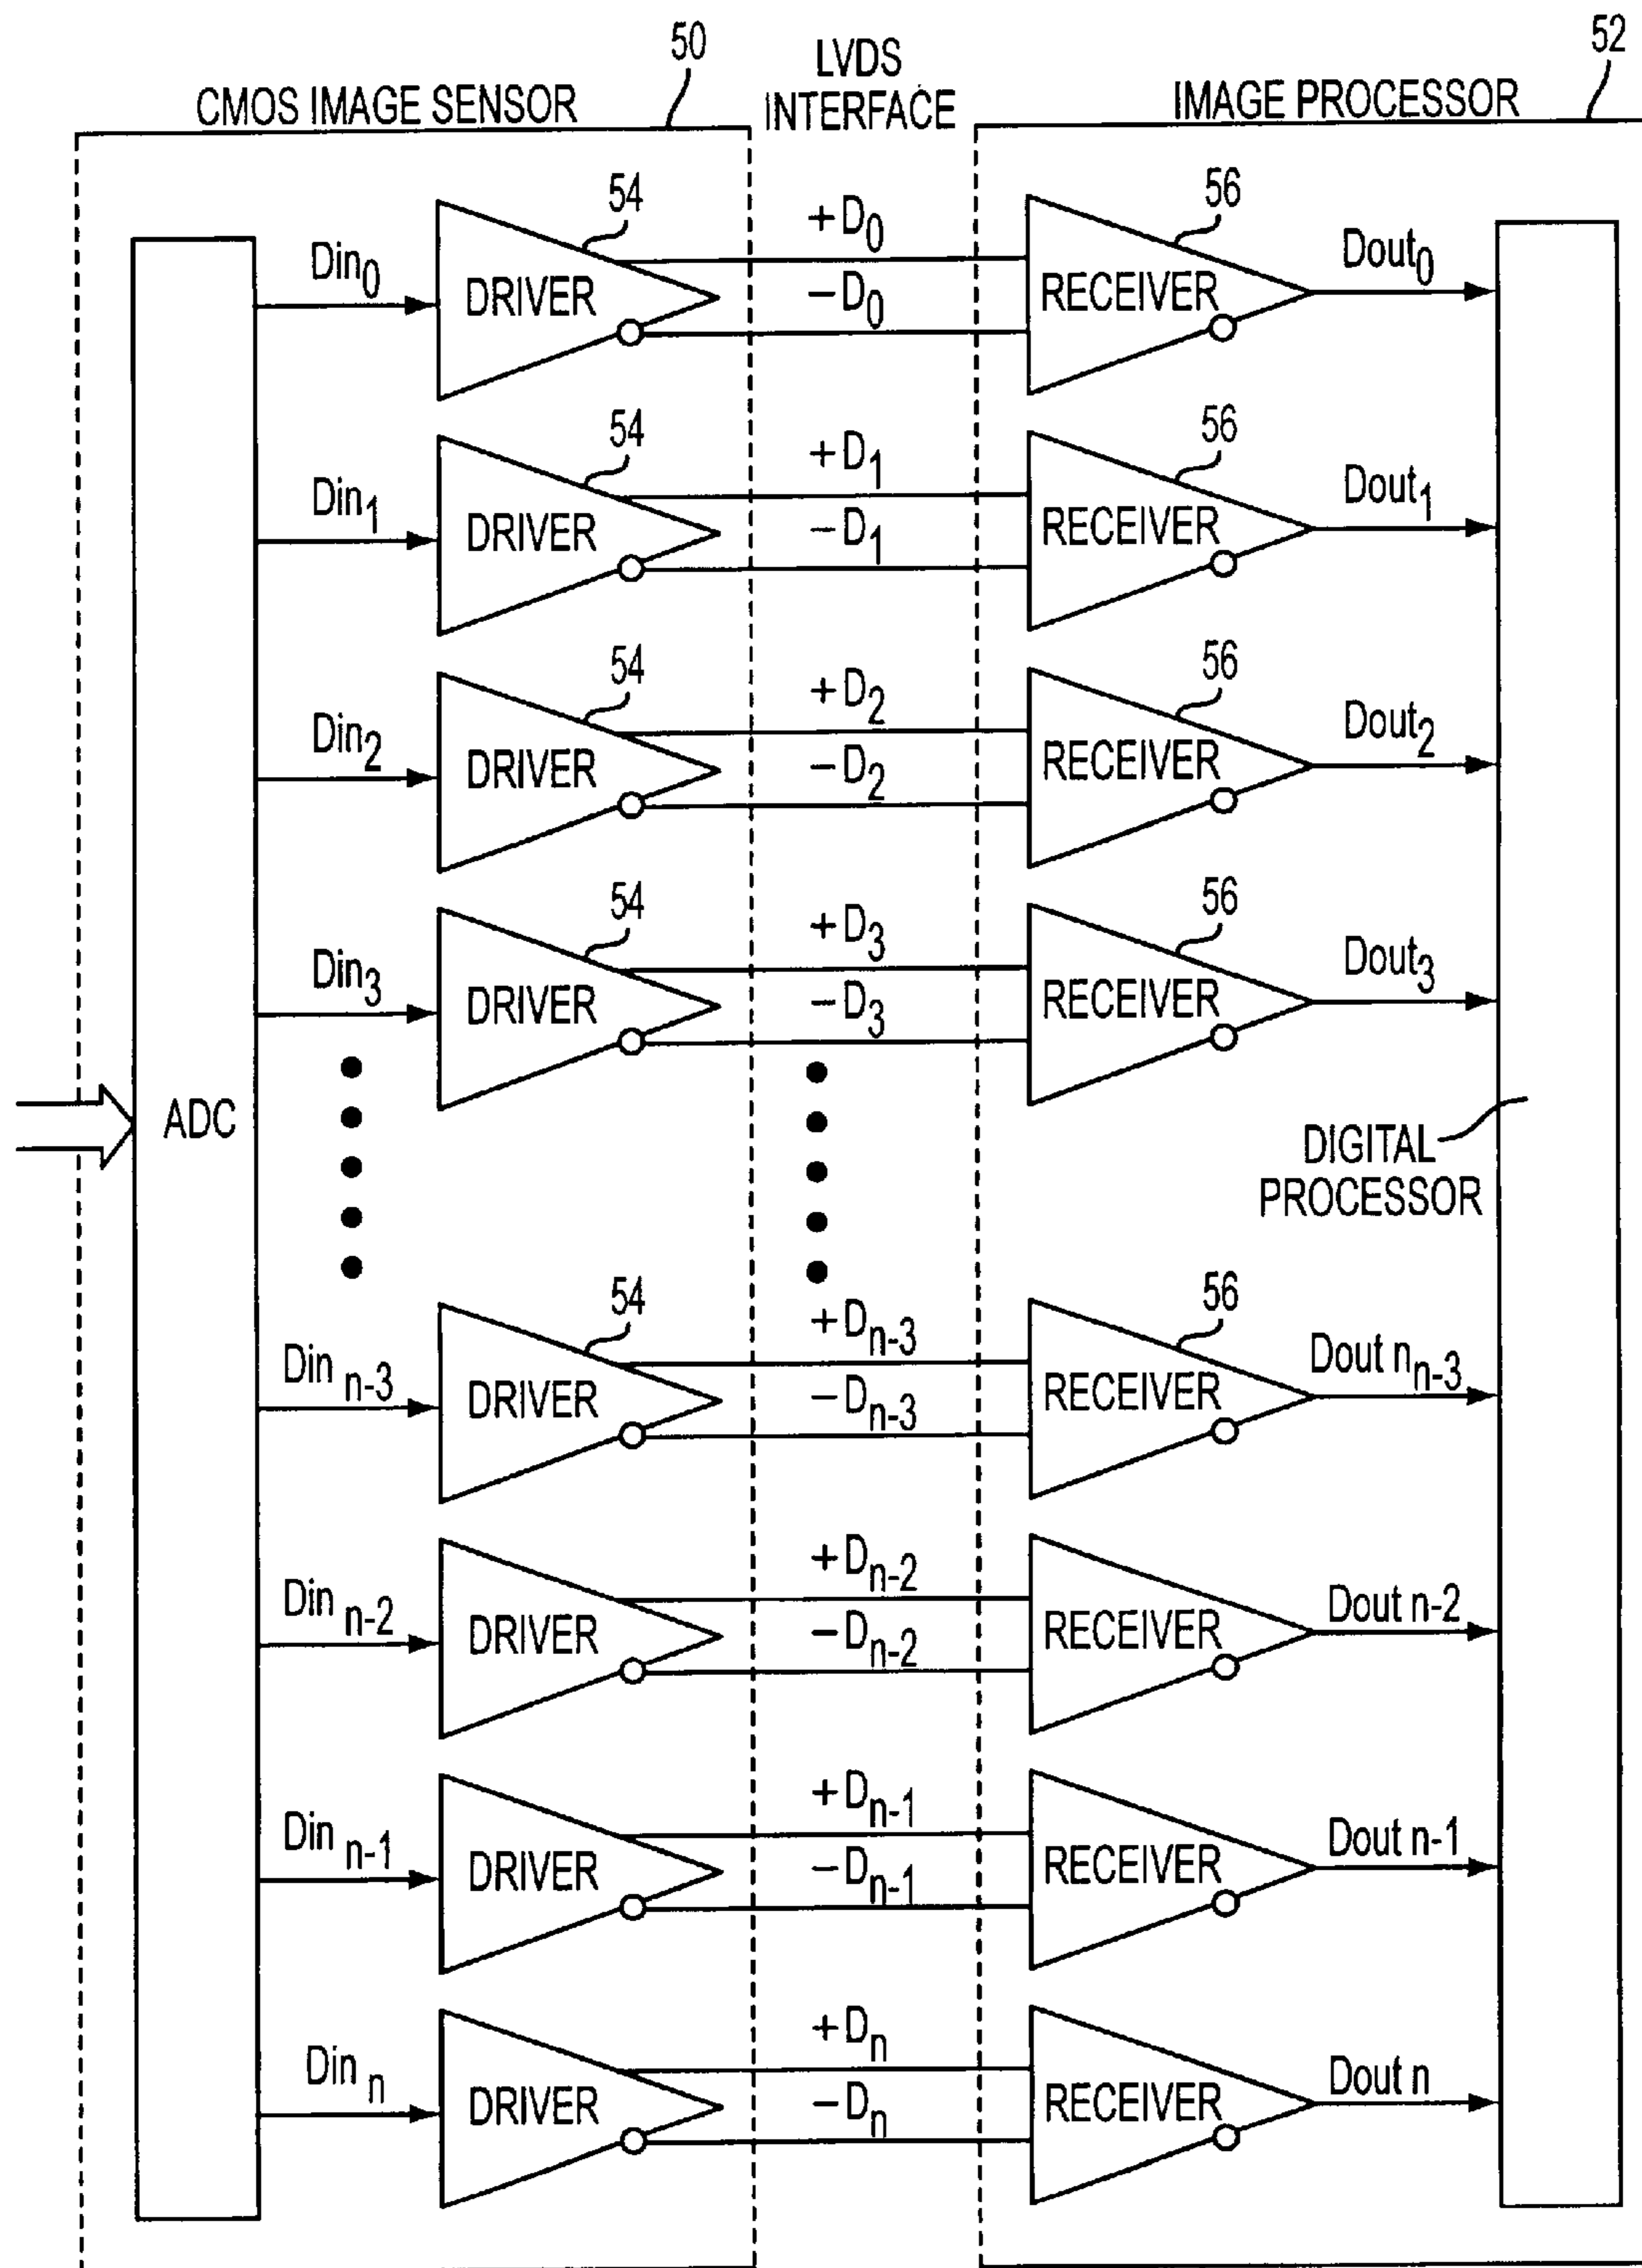 50
LVDS
INTERFACE
52
CMOS IMAGE SENSOR
IMAGE PROCESSOR
Din0
54
DRIVER
+D0
−D0
56
RECEIVER
Dout0
Din1
54
DRIVER
+D1
−D1
56
RECEIVER
Dout1
Din2
54
DRIVER
+D2
−D2
56
RECEIVER
Dout2
Din3
54
DRIVER
+D3
−D3
56
RECEIVER
Dout3
ADC
DIGITAL
PROCESSOR
Din n-3
54
DRIVER
+Dn-3
−Dn-3
56
RECEIVER
Dout nn-3
Din n-2
DRIVER
+Dn-2
−Dn-2
RECEIVER
Dout n-2
Din n-1
DRIVER
+Dn-1
−Dn-1
RECEIVER
Dout n-1
Din n
DRIVER
+Dn
−Dn
RECEIVER
Dout n